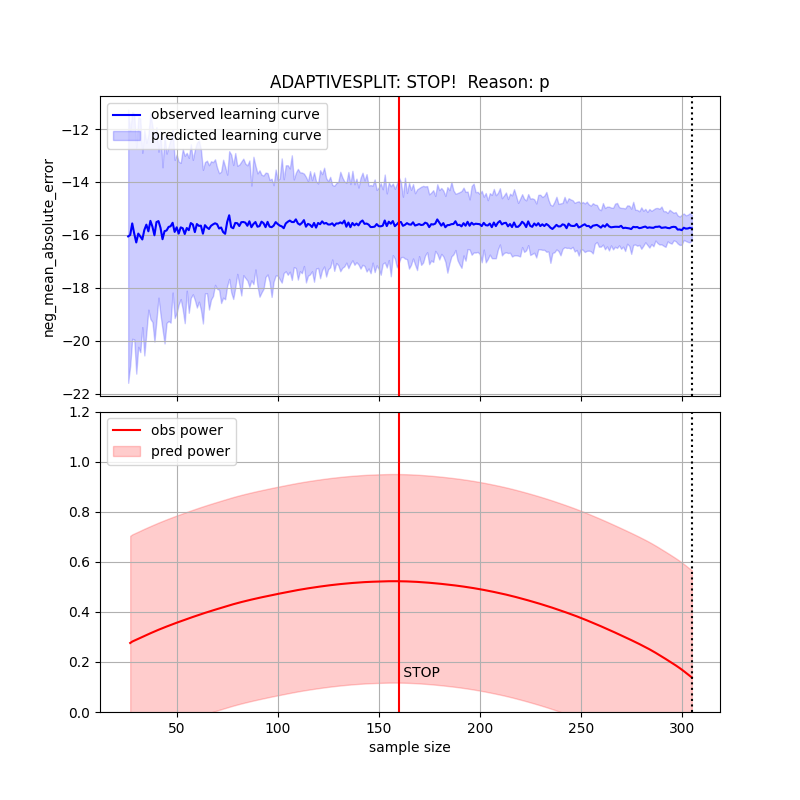 ADAPTIVESPLIT: STOP!  Reason: p
observed learning curve
predicted learning curve
−12
−14
−16
−18
−20
−22
neg_mean_absolute_error
obs power
pred power
1.2
1.0
0.8
0.6
0.4
0.2
0.0
STOP
50 100 150 200 250 300
sample size